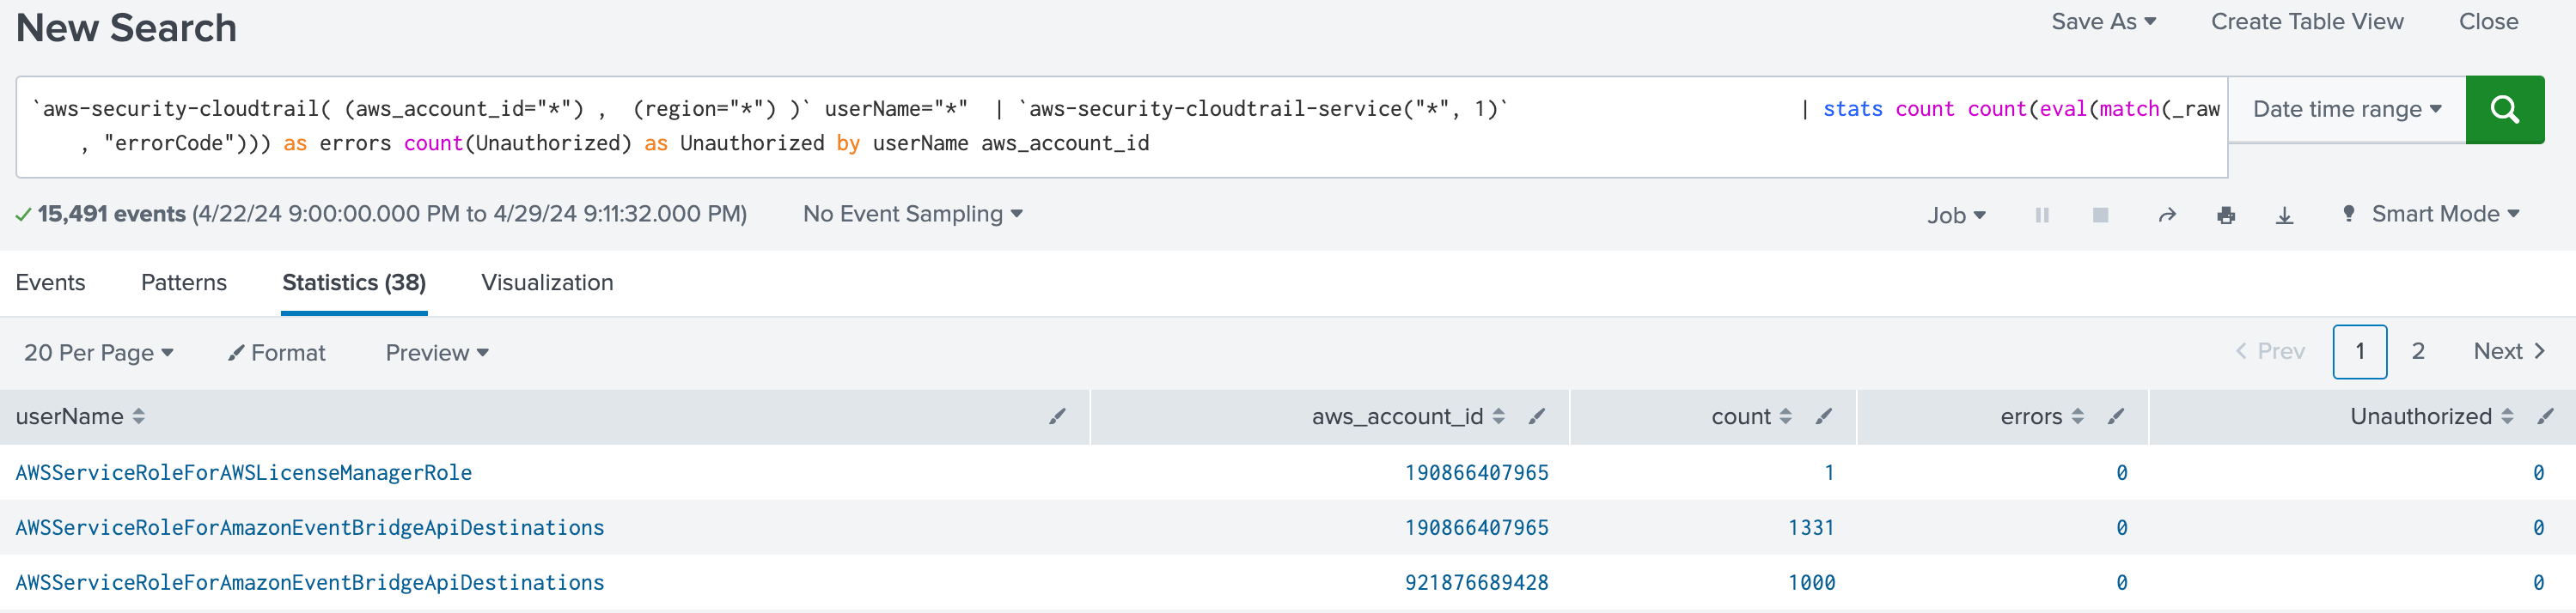 New Search
Save As Create Table View Close
`aws-security-cloudtrail( (aws_account_id="*") ,  (region="*") )` userName="*"  | `aws-security-cloudtrail-service("*", 1)` | stats count count(eval(match(_raw
, "errorCode"))) as errors count(Unauthorized) as Unauthorized by userName aws_account_id
Date time range
15,491 events (4/22/24 9:00:00.000 PM to 4/29/24 9:11:32.000 PM) No Event Sampling Job Smart Mode
Events Patterns Statistics (38) Visualization
20 Per Page Format Preview Prev 1 2 Next
userName aws_account_id count errors Unauthorized
AWSServiceRoleForAWSLicenseManagerRole 190866407965 1 0 0
AWSServiceRoleForAmazonEventBridgeApiDestinations 190866407965 1331 0 0
AWSServiceRoleForAmazonEventBridgeApiDestinations 921876689428 1000 0 0